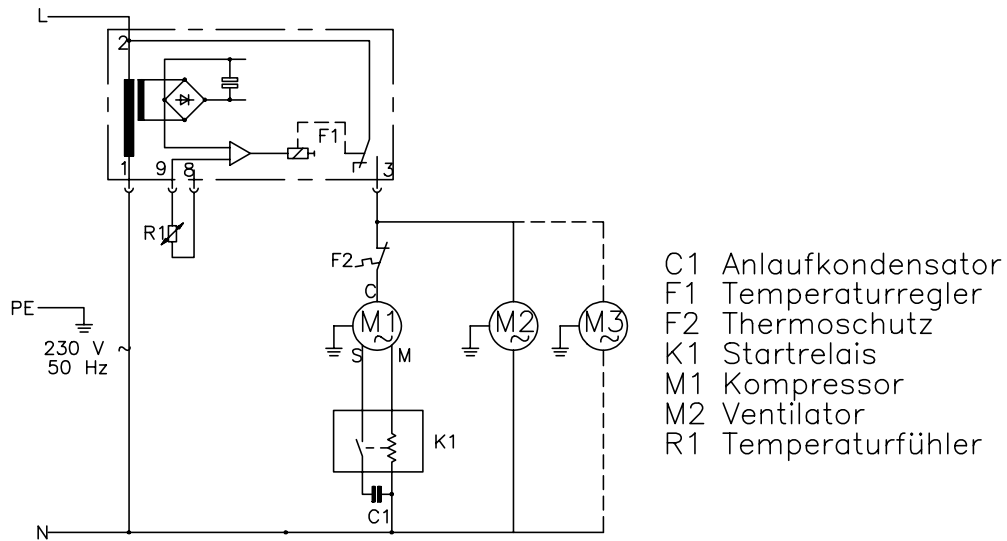 L
2
F1
1
9
8
3
R1
F2
C
PE
M1
M2
M3
230 V
50 Hz
~
S
M
K1
C1
N
C1 Anlaufkondensator
F1 Temperaturregler
F2 Thermoschutz
K1 Startrelais
M1 Kompressor
M2 Ventilator
R1 Temperaturfühler